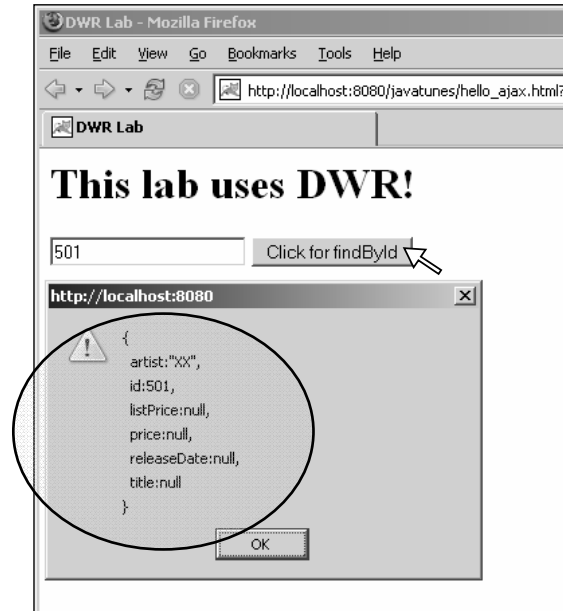 DWR Lab - Mozilla Firefox
File Edit View Go Bookmarks Tools Help
http://localhost:8080/javatunes/hello_ajax.html?
DWR Lab
This lab uses DWR!
501 Click for findById
http://localhost:8080
{
artist:"XX",
id:501,
listPrice:null,
price:null,
releaseDate:null,
title:null
}
OK